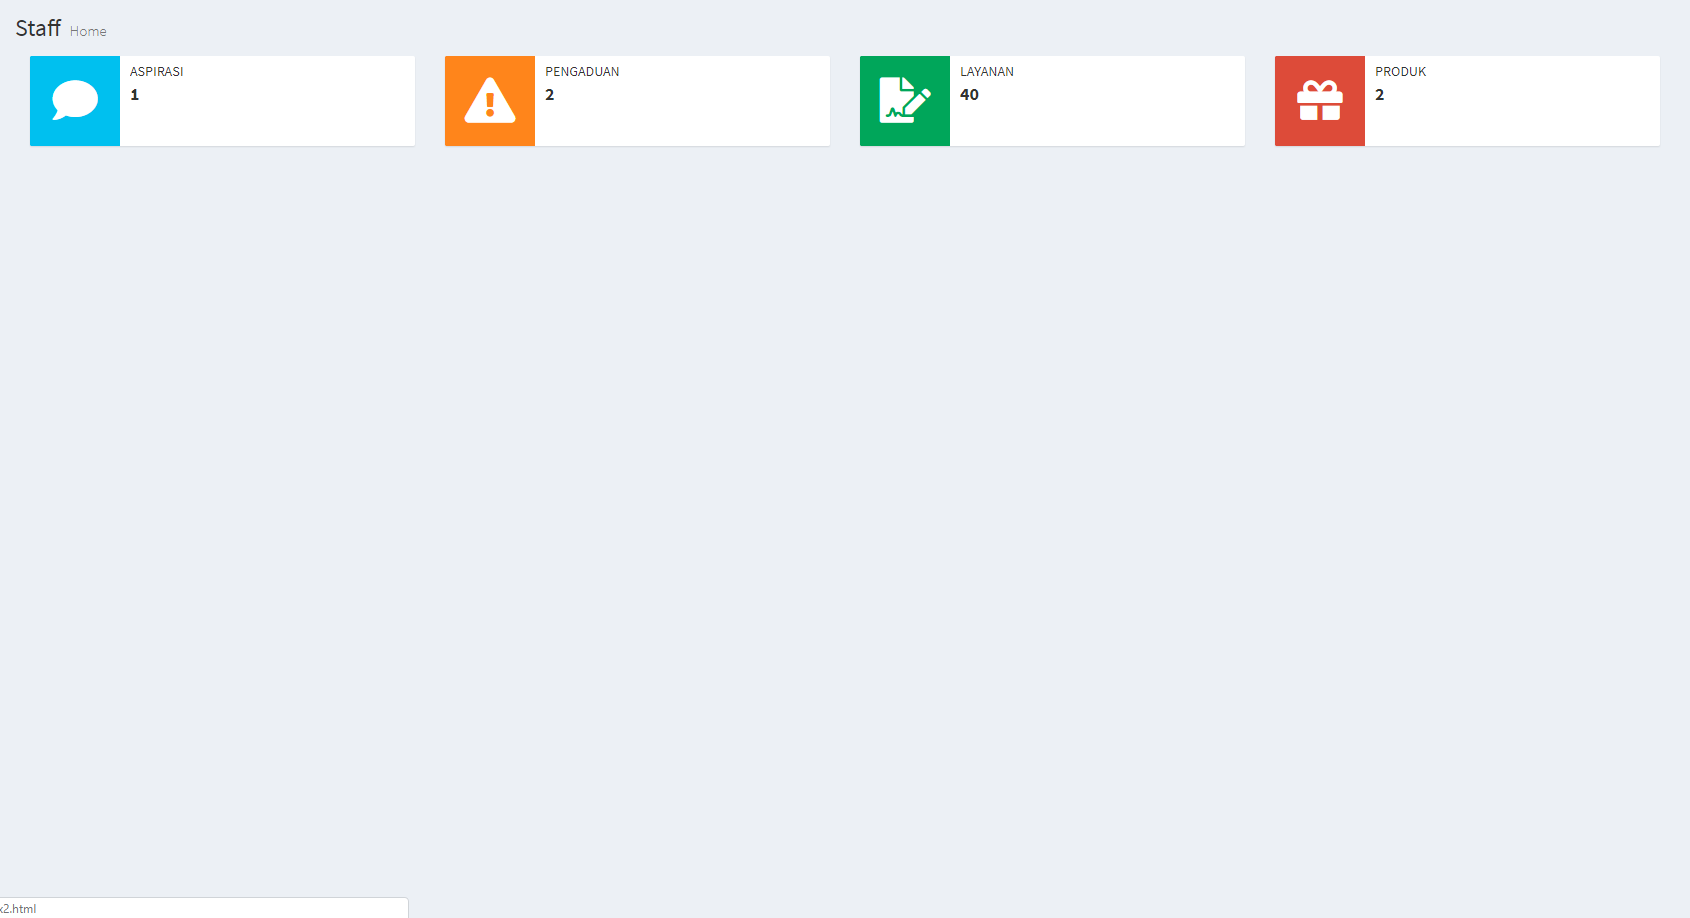 Staff Home
ASPIRASI
1
PENGADUAN
2
LAYANAN
40
PRODUK
2
x2.html